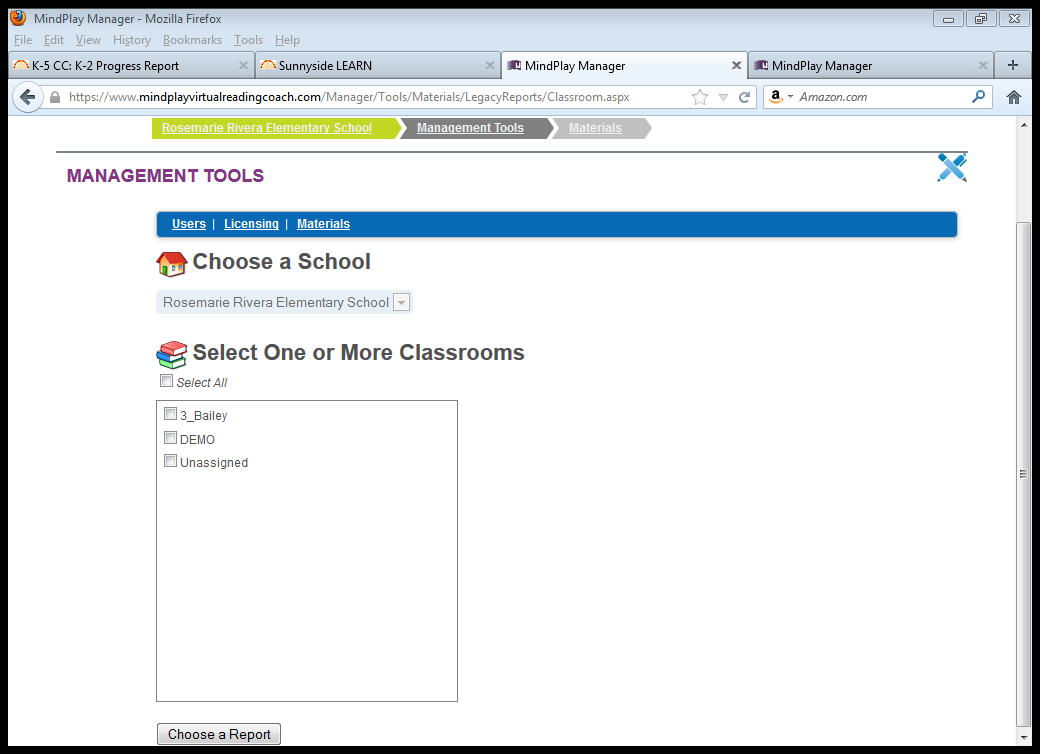 MindPlay Manager - Mozilla Firefox
File Edit View History Bookmarks Tools Help
K-5 CC: K-2 Progress Report
Sunnyside LEARN
MindPlay Manager
MindPlay Manager
https://www.mindplayvirtualreadingcoach.com/Manager/Tools/Materials/LegacyReports/Classroom.aspx
a Amazon.com
Rosemarie Rivera Elementary School Management Tools Materials
MANAGEMENT TOOLS
Users | Licensing | Materials
Choose a School
Rosemarie Rivera Elementary School
Select One or More Classrooms
Select All
3_Bailey
DEMO
Unassigned
Choose a Report